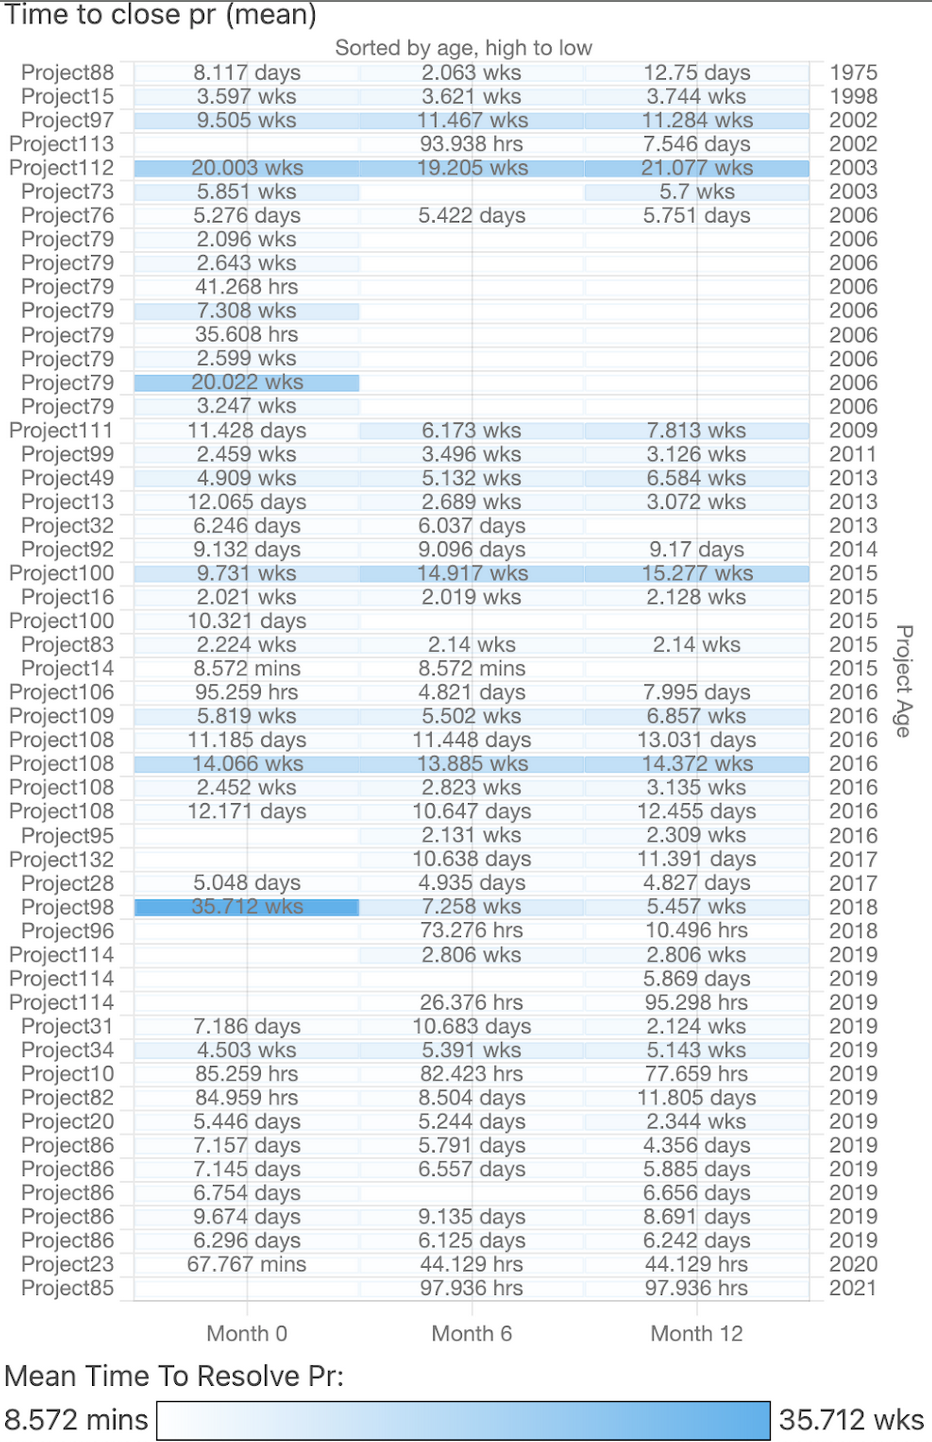 Time to close pr (mean)
Sorted by age, high to low
Project88 8.117 days 2.063 wks 12.75 days 1975
Project15 3.597 wks 3.621 wks 3.744 wks 1998
Project97 9.505 wks 11.467 wks 11.284 wks 2002
Project113 93.938 hrs 7.546 days 2002
Project112 20.003 wks 19.205 wks 21.077 wks 2003
Project73 5.851 wks 5.7 wks 2003
Project76 5.276 days 5.422 days 5.751 days 2006
Project79 2.096 wks 2006
Project79 2.643 wks 2006
Project79 41.268 hrs 2006
Project79 7.308 wks 2006
Project79 35.608 hrs 2006
Project79 2.599 wks 2006
Project79 20.022 wks 2006
Project79 3.247 wks 2006
Project111 11.428 days 6.173 wks 7.813 wks 2009
Project99 2.459 wks 3.496 wks 3.126 wks 2011
Project49 4.909 wks 5.132 wks 6.584 wks 2013
Project13 12.065 days 2.689 wks 3.072 wks 2013
Project32 6.246 days 6.037 days 2013
Project92 9.132 days 9.096 days 9.17 days 2014
Project100 9.731 wks 14.917 wks 15.277 wks 2015
Project16 2.021 wks 2.019 wks 2.128 wks 2015
Project100 10.321 days 2015
Project83 2.224 wks 2.14 wks 2.14 wks 2015
Project14 8.572 mins 8.572 mins 2015
Project106 95.259 hrs 4.821 days 7.995 days 2016
Project109 5.819 wks 5.502 wks 6.857 wks 2016
Project108 11.185 days 11.448 days 13.031 days 2016
Project108 14.066 wks 13.885 wks 14.372 wks 2016
Project108 2.452 wks 2.823 wks 3.135 wks 2016
Project108 12.171 days 10.647 days 12.455 days 2016
Project95 2.131 wks 2.309 wks 2016
Project132 10.638 days 11.391 days 2017
Project28 5.048 days 4.935 days 4.827 days 2017
Project98 35.712 wks 7.258 wks 5.457 wks 2018
Project96 73.276 hrs 10.496 hrs 2018
Project114 2.806 wks 2.806 wks 2019
Project114 5.869 days 2019
Project114 26.376 hrs 95.298 hrs 2019
Project31 7.186 days 10.683 days 2.124 wks 2019
Project34 4.503 wks 5.391 wks 5.143 wks 2019
Project10 85.259 hrs 82.423 hrs 77.659 hrs 2019
Project82 84.959 hrs 8.504 days 11.805 days 2019
Project20 5.446 days 5.244 days 2.344 wks 2019
Project86 7.157 days 5.791 days 4.356 days 2019
Project86 7.145 days 6.557 days 5.885 days 2019
Project86 6.754 days 6.656 days 2019
Project86 9.674 days 9.135 days 8.691 days 2019
Project86 6.296 days 6.125 days 6.242 days 2019
Project23 67.767 mins 44.129 hrs 44.129 hrs 2020
Project85 97.936 hrs 97.936 hrs 2021
Project Age
Month 0 Month 6 Month 12
Mean Time To Resolve Pr:
8.572 mins 35.712 wks